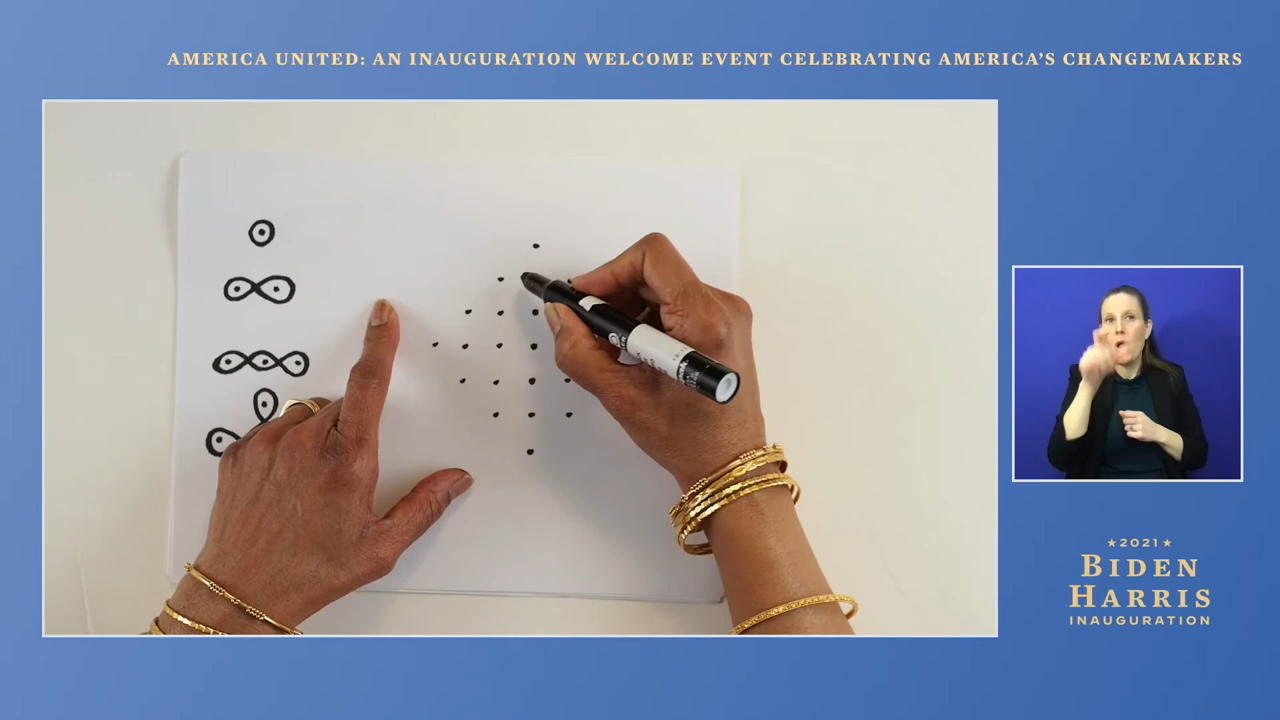 AMERICA UNITED: AN INAUGURATION WELCOME EVENT CELEBRATING AMERICA'S CHANGEMAKERS
★2021★
BIDEN
HARRIS
INAUGURATION